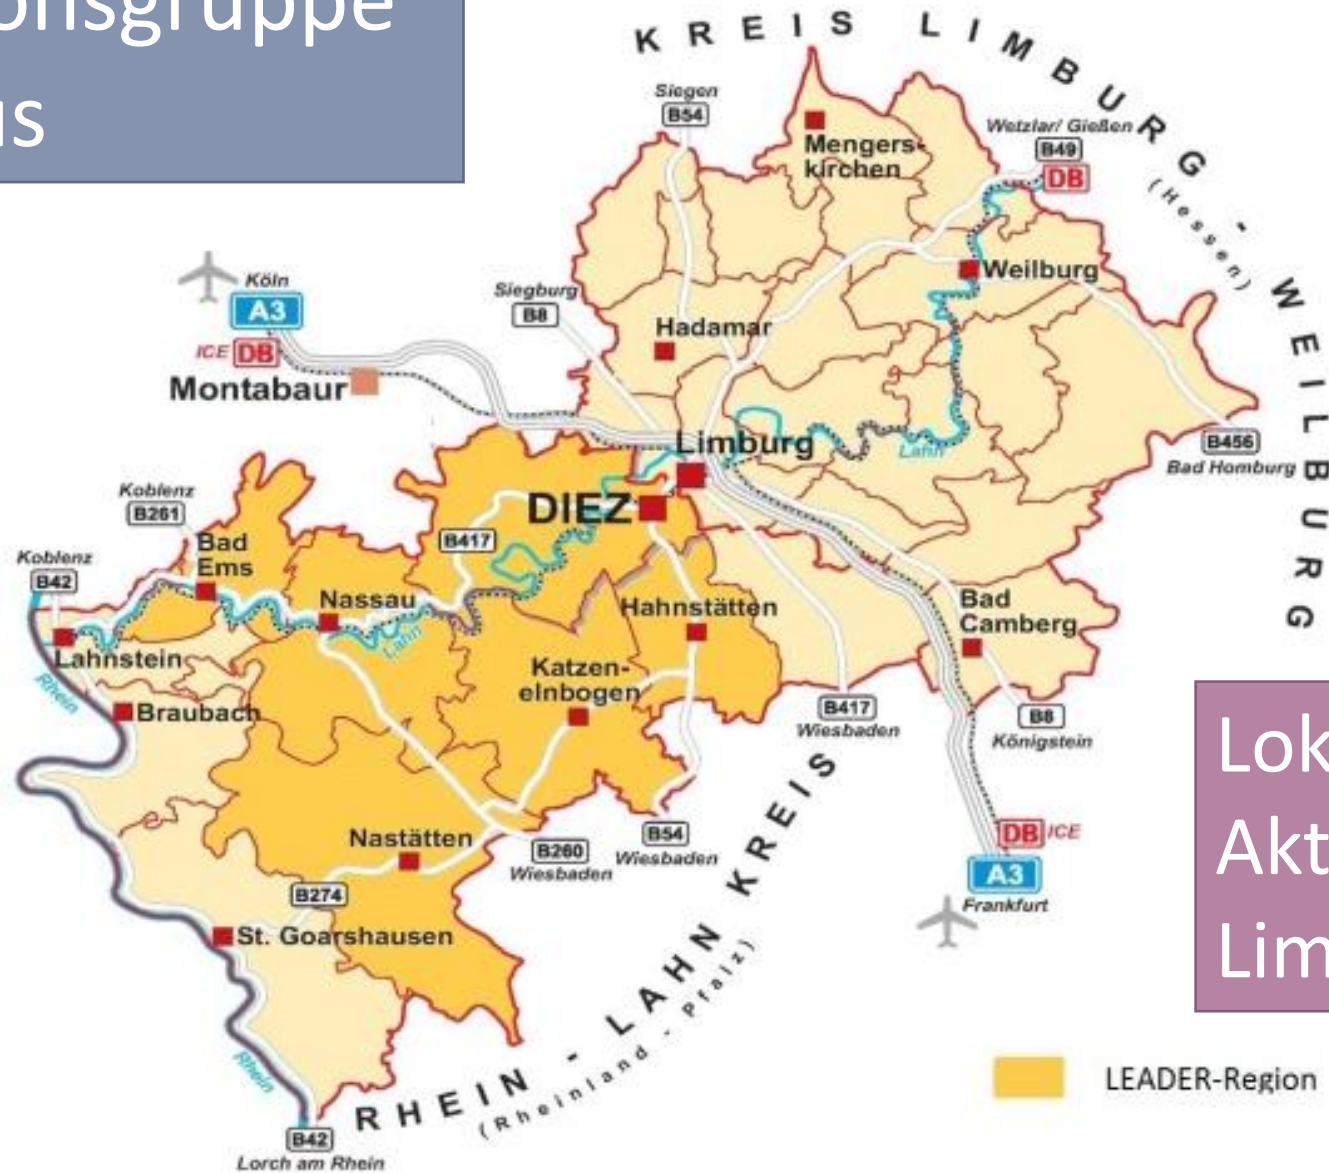 onsgruppe
us
KREIS LIMBURG - WEILBURG
(Hessen)
Siegen
B54
Mengers-
kirchen
Wetzlar/ Gießen
B49
DB
Weilburg
Köln
A3
ICE DB
Siegburg
B8
Hadamar
Montabaur
Limburg
Lahn
B456
Bad Homburg
DIEZ
Koblenz
B261
B417
Koblenz
B42
Bad
Ems
Nassau
Lahn
Hahnstätten
Bad
Camberg
Lahnstein
Katzen-
elnbogen
Rhein
Braubach
B417
Wiesbaden
B8
Königstein
Lok
Akt
Lim
Nastätten
B260
Wiesbaden
B54
Wiesbaden
DB ICE
A3
Frankfurt
B274
St. Goarshausen
Rhein
RHEIN - LAHN KREIS
(Rheinland - Pfalz)
LEADER-Region
B42
Lorch am Rhein